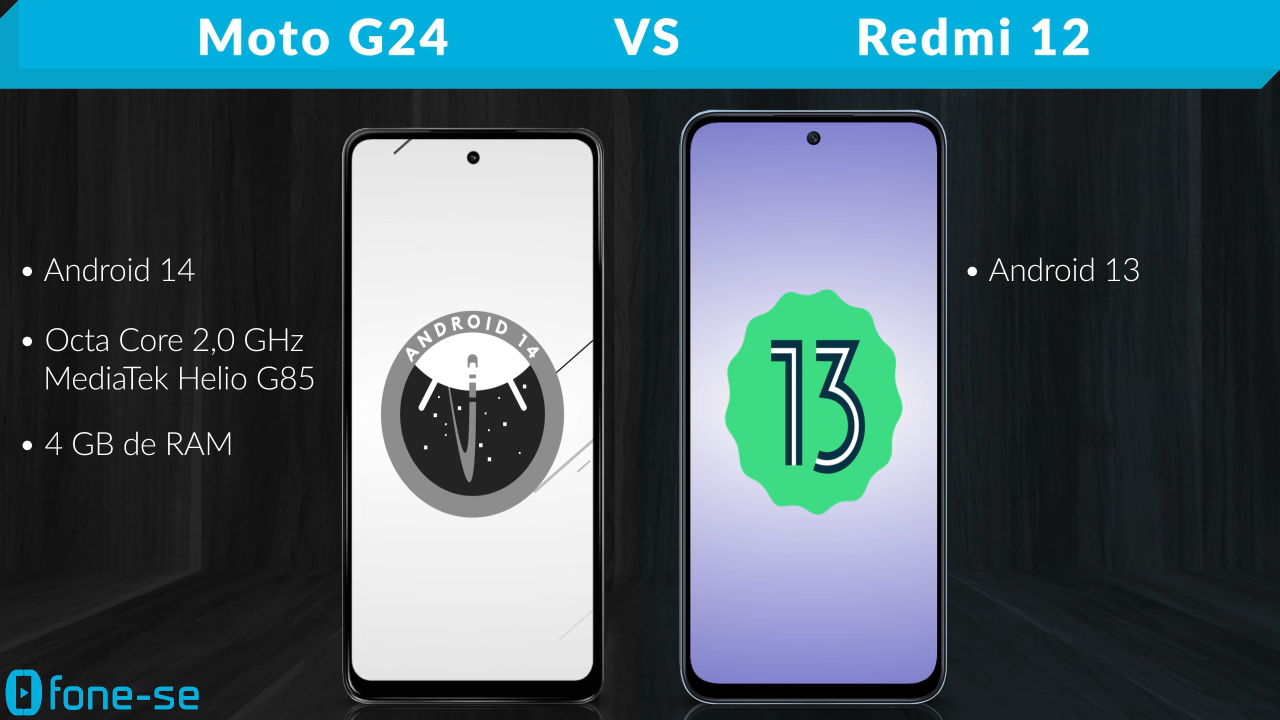 Moto G24 VS Redmi 12
• Android 14
• Octa Core 2,0 GHz
MediaTek Helio G85
• 4 GB de RAM
ANDROID 14
13
• Android 13
fone-se